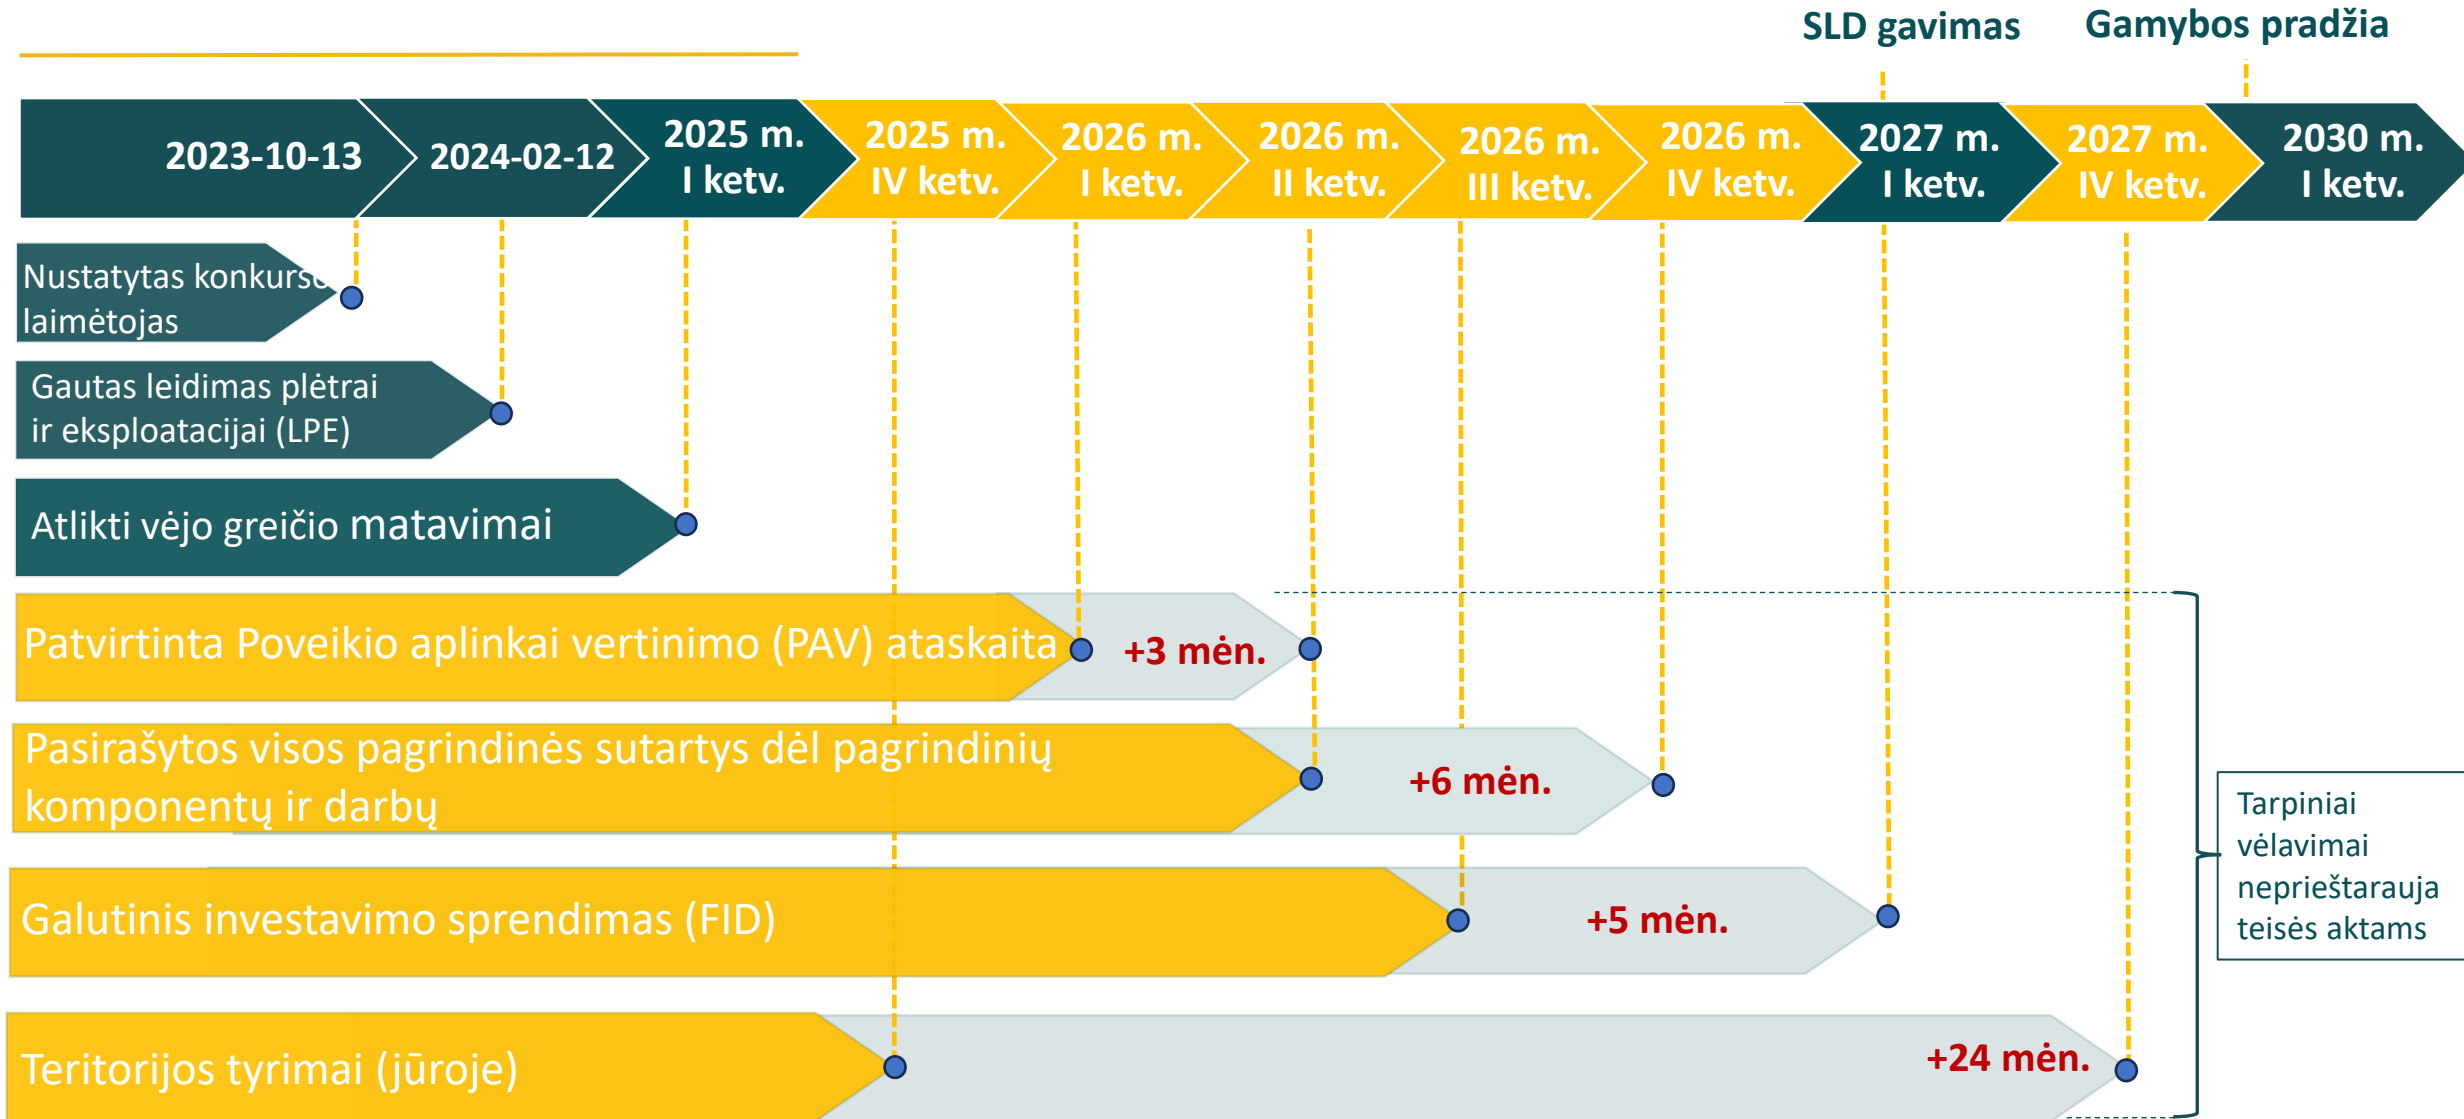 SLD gavimas
Gamybos pradžia
2023-10-13
2024-02-12
2025 m.
I ketv.
2025 m.
IV ketv.
2026 m.
I ketv.
2026 m.
II ketv.
2026 m.
III ketv.
2026 m.
IV ketv.
2027 m.
I ketv.
2027 m.
IV ketv.
2030 m.
I ketv.
Nustatytas konkurso
laimėtojas
Gautas leidimas plėtrai
ir eksploatacijai (LPE)
Atlikti vėjo greičio matavimai
Patvirtinta Poveikio aplinkai vertinimo (PAV) ataskaita
+3 mėn.
Pasirašytos visos pagrindinės sutartys dėl pagrindinių
komponentų ir darbų
+6 mėn.
Galutinis investavimo sprendimas (FID)
+5 mėn.
Teritorijos tyrimai (jūroje)
+24 mėn.
Tarpiniai
vėlavimai
neprieštarauja
teisės aktams